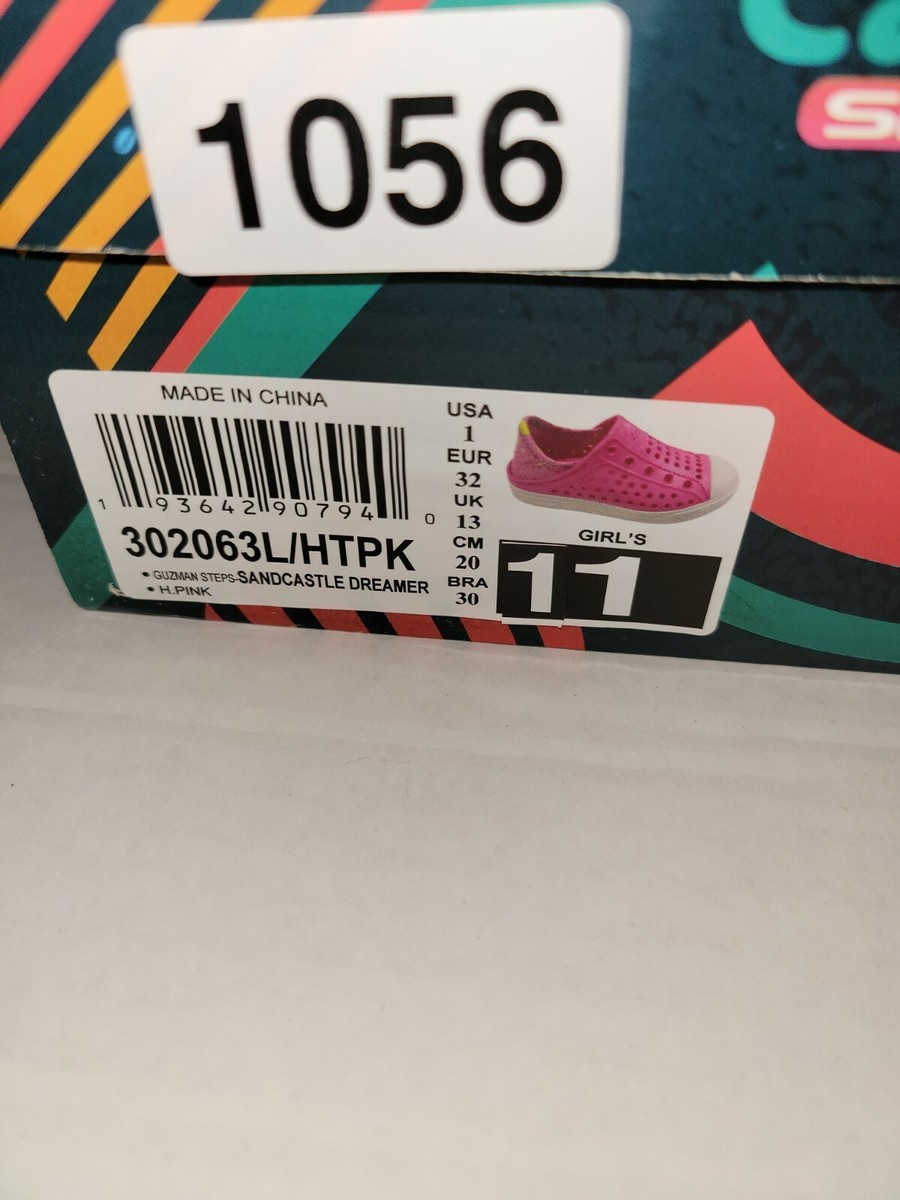 1056
MADE IN CHINA
1 93642 90794 0
302063L/HTPK
• GUZMAN STEPS-SANDCASTLE DREAMER
• H.PINK
USA
1
EUR
32
UK
13
CM
20
BRA
30
GIRL'S
11